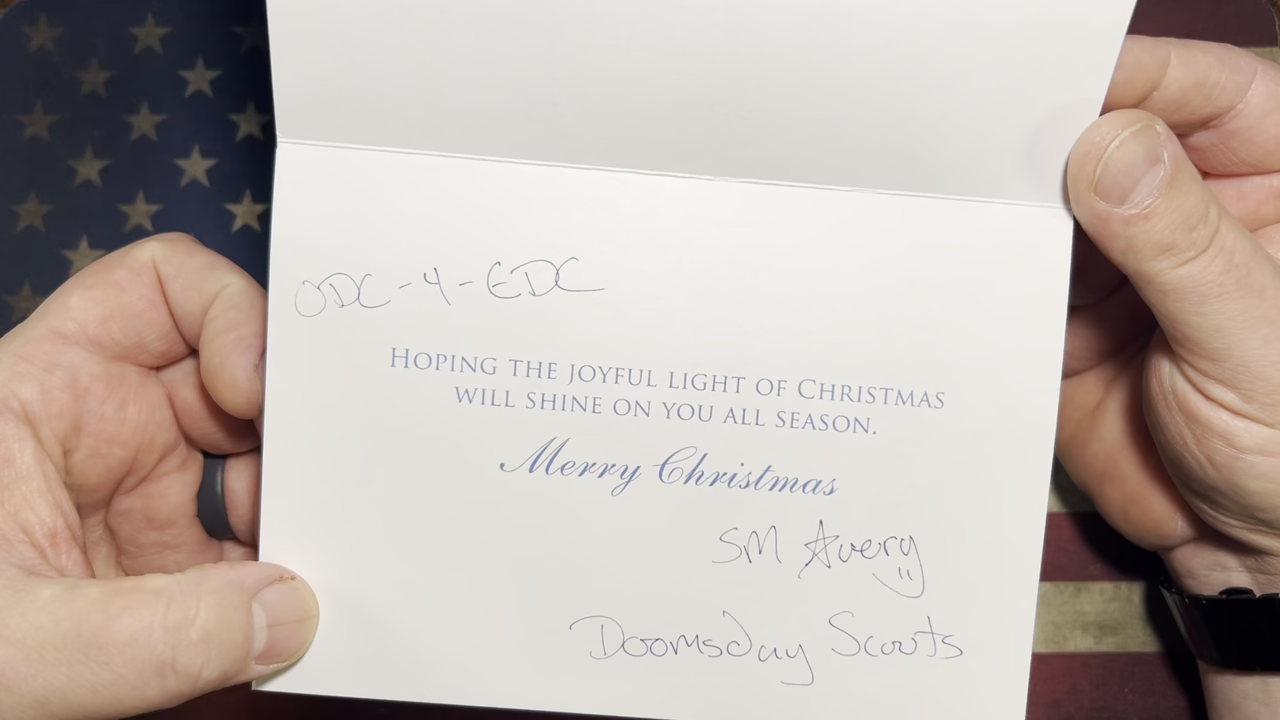 ODC-4-EDC
HOPING THE JOYFUL LIGHT OF CHRISTMAS
WILL SHINE ON YOU ALL SEASON.
Merry Christmas
SM Avery
Doomsday Scouts